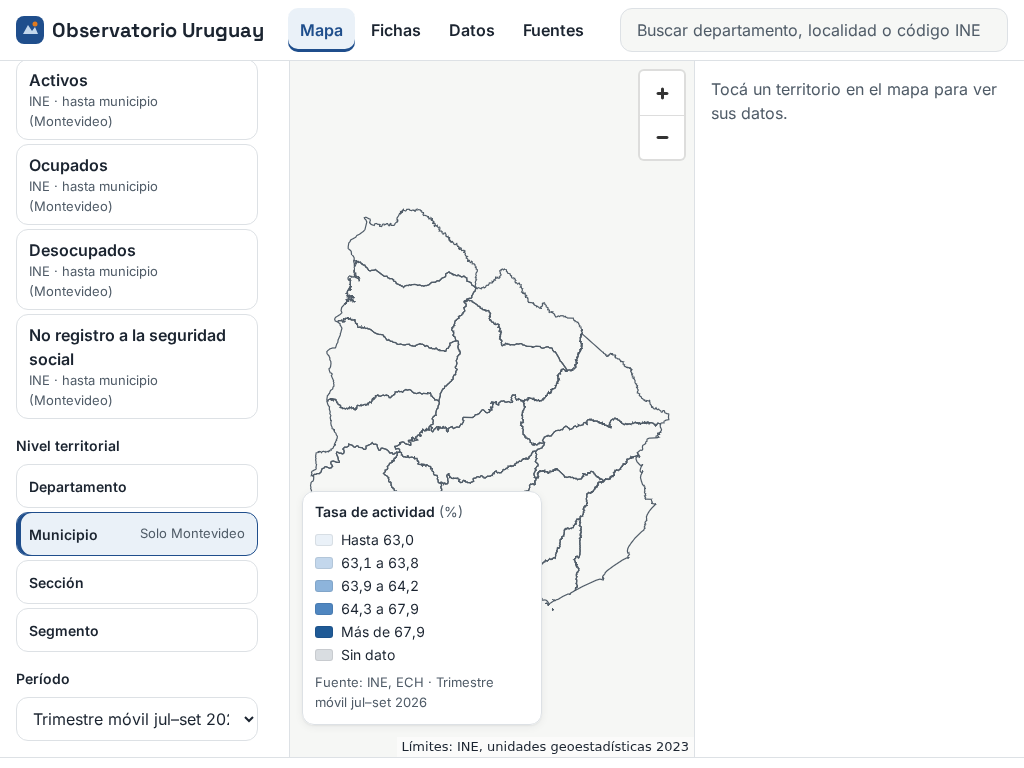 Observatorio Uruguay
Mapa
Fichas
Datos
Fuentes
Buscar departamento, localidad o código INE
Activos
INE · hasta municipio
(Montevideo)
Ocupados
INE · hasta municipio
(Montevideo)
Desocupados
INE · hasta municipio
(Montevideo)
No registro a la seguridad
social
INE · hasta municipio
(Montevideo)
Nivel territorial
Departamento
Municipio
Solo Montevideo
Sección
Segmento
Período
Trimestre móvil jul–set
+
−
Tasa de actividad (%)
Hasta 63,0
63,1 a 63,8
63,9 a 64,2
64,3 a 67,9
Más de 67,9
Sin dato
Fuente: INE, ECH · Trimestre
móvil jul–set 2026
Límites: INE, unidades geoestadísticas 2023
Tocá un territorio en el mapa para ver
sus datos.